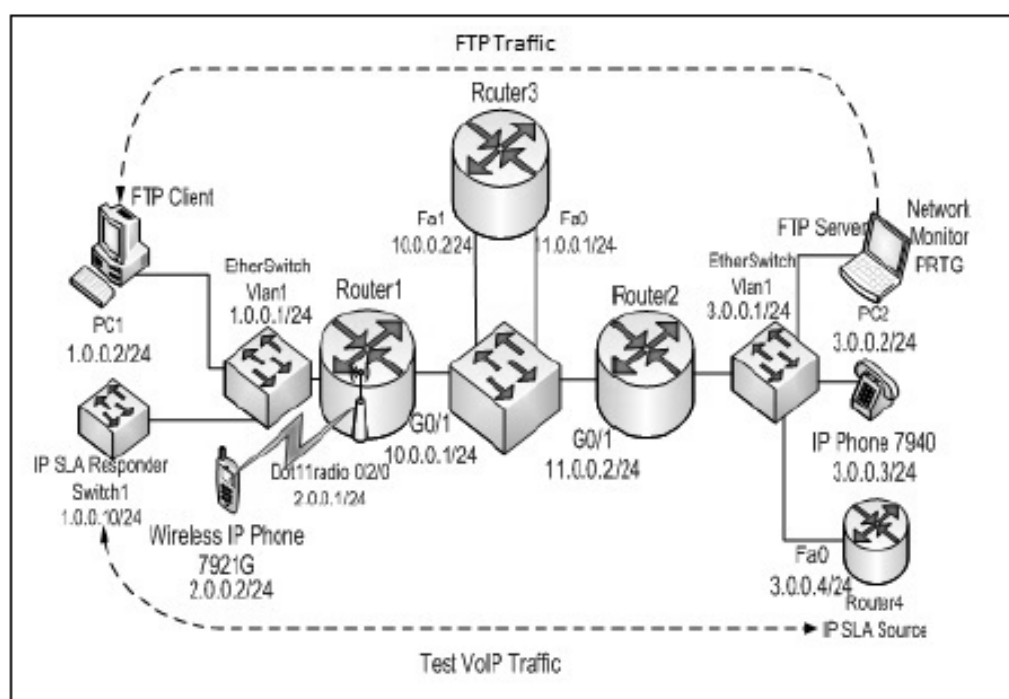 FTP Traffic
Router3
FTP Client
Fa1
10.0.0.224
Fa0
11.0.0.1/24
FTP Server
Network
Monitor
PRTG
EtherSwitch
Vlan1
1.0.0.1/24
Router1
Router2
EtherSwitch
Vlan1
3.0.0.1/24
PC1
1.0.0.2/24
PC2
3.0.0.2/24
IP SLA Responder
Switch1
1.0.0.10/24
G0/1
10.0.0.1/24
Dot11radio 0/2/0
2.0.0.1/24
G0/1
11.0.0.2/24
IP Phone 7940
3.0.0.3/24
Wireless IP Phone
7921G
2.0.0.2/24
Fa0
3.0.0.4/24
Router4
IP SLA Source
Test VoIP Traffic